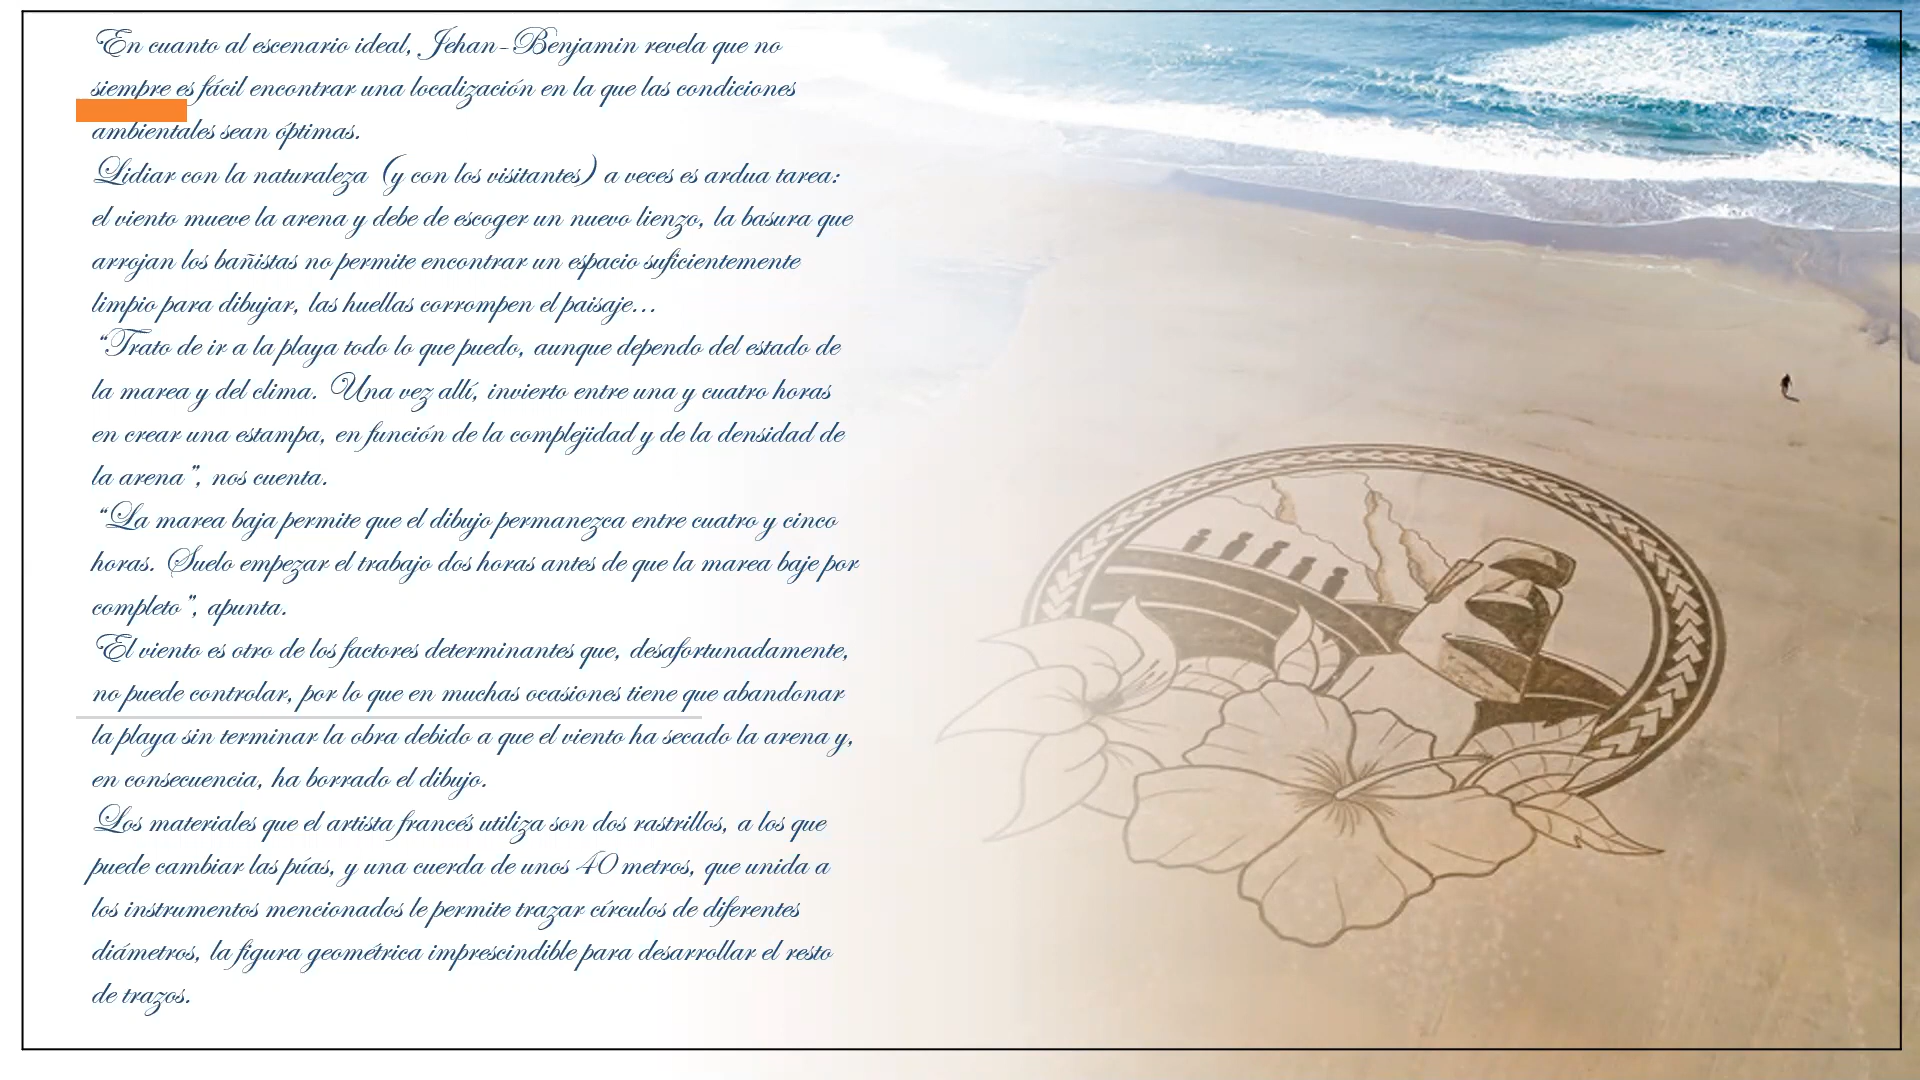 En cuanto al escenario ideal, Jehan-Benjamin revela que no
siempre es fácil encontrar una localización en la que las condiciones
ambientales sean óptimas.
Lidiar con la naturaleza (y con los visitantes) a veces es ardua tarea:
el viento mueve la arena y debe de escoger un nuevo lienzo, la basura que
arrojan los bañistas no permite encontrar un espacio suficientemente
limpio para dibujar, las huellas corrompen el paisaje...
“Trato de ir a la playa todo lo que puedo, aunque dependo del estado de
la marea y del clima. Una vez allí, invierto entre una y cuatro horas
en crear una estampa, en función de la complejidad y de la densidad de
la arena”, nos cuenta.
“La marea baja permite que el dibujo permanezca entre cuatro y cinco
horas. Suelo empezar el trabajo dos horas antes de que la marea baje por
completo”, apunta.
El viento es otro de los factores determinantes que, desafortunadamente,
no puede controlar, por lo que en muchas ocasiones tiene que abandonar
la playa sin terminar la obra debido a que el viento ha secado la arena y,
en consecuencia, ha borrado el dibujo.
Los materiales que el artista francés utiliza son dos rastrillos, a los que
puede cambiar las púas, y una cuerda de unos 40 metros, que unida a
los instrumentos mencionados le permite trazar círculos de diferentes
diámetros, la figura geométrica imprescindible para desarrollar el resto
de trazos.